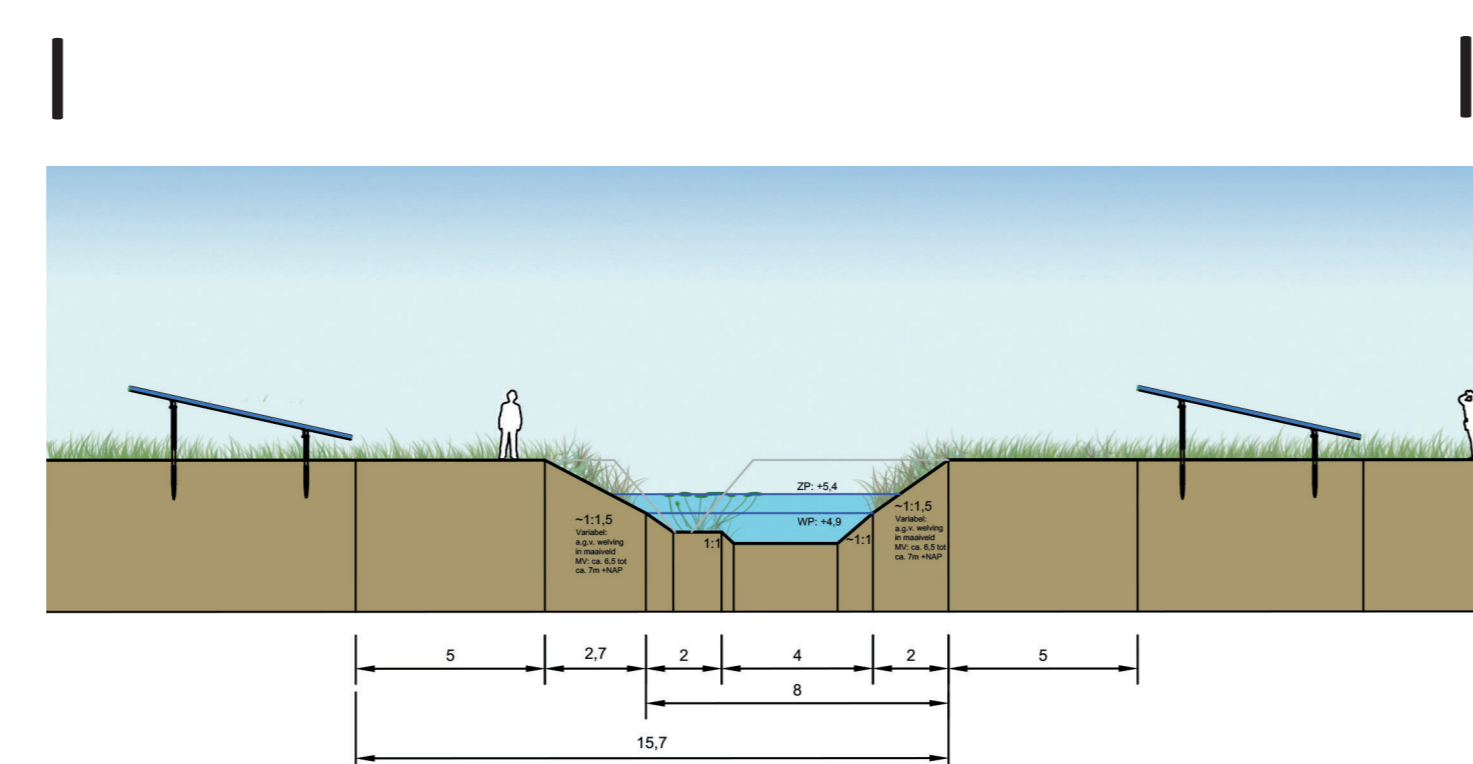 ZP: +5,4
WP: +4,9
~1:1,5
Variabel:
a.g.v. welving
in maaiveld
MV: ca. 6,5 tot
ca. 7m +NAP
1:1
~1:1
~1:1,5
Variabel:
a.g.v. welving
in maaiveld
MV: ca. 6,5 tot
ca. 7m +NAP
5
2,7
2
4
2
5
8
15,7